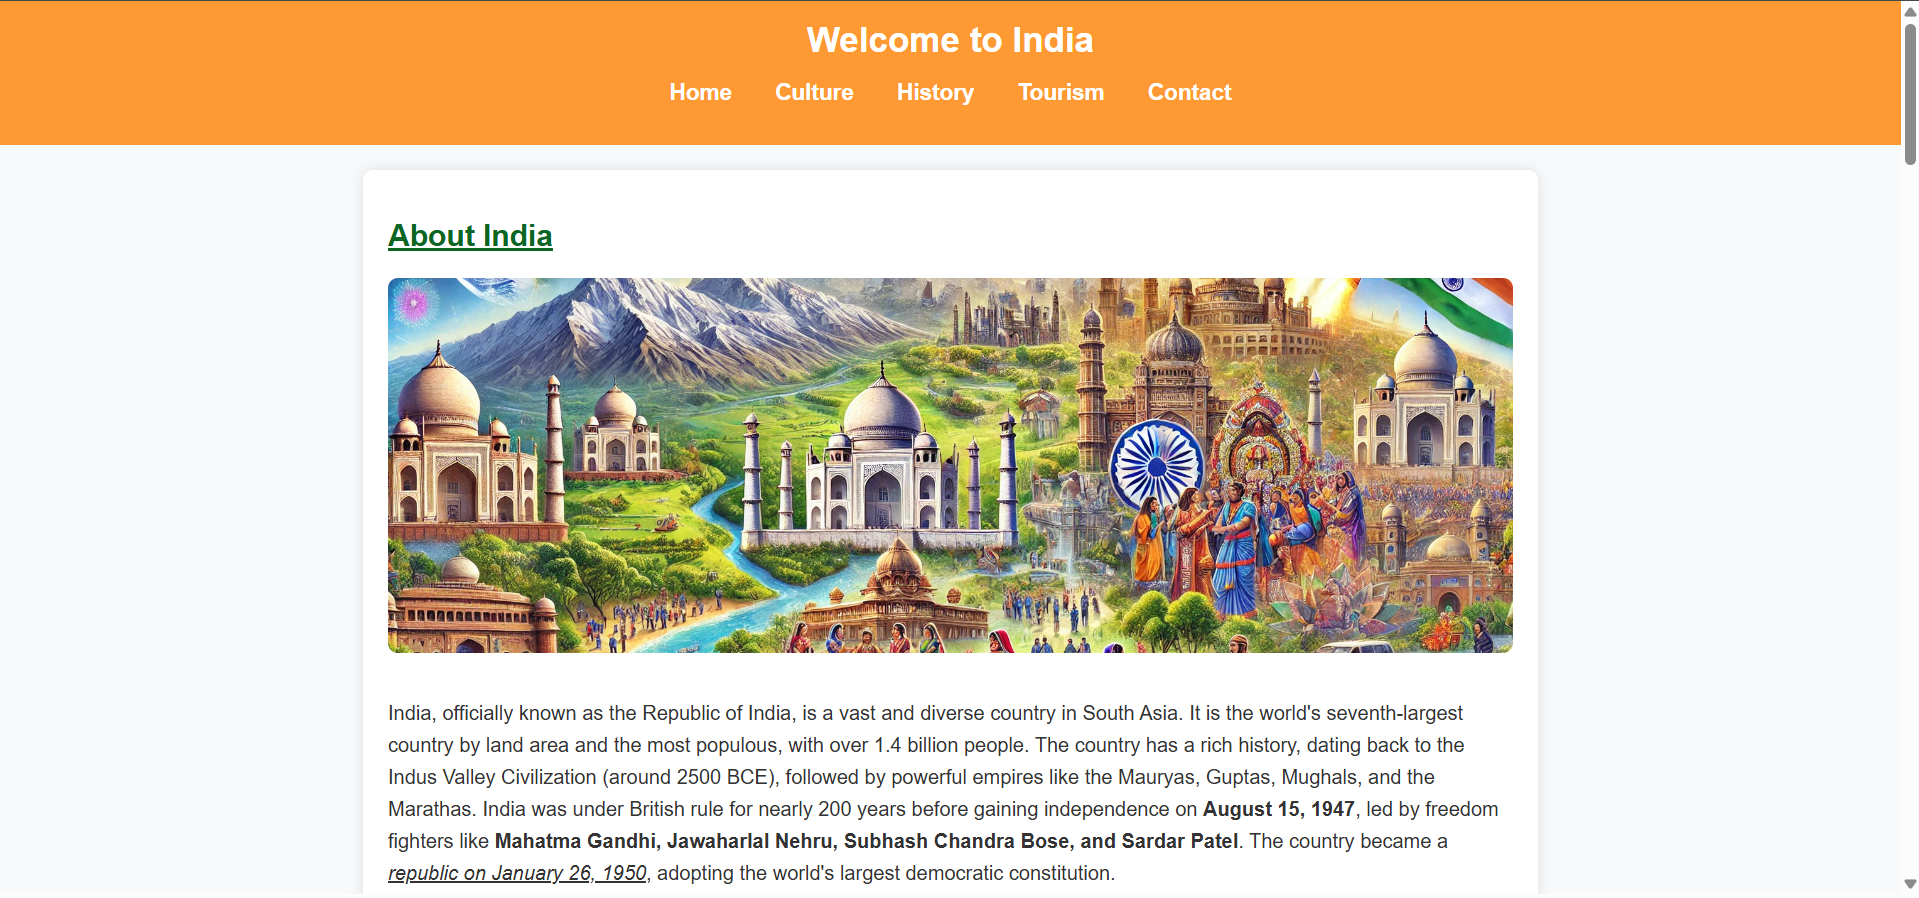 Welcome to India
Home Culture History Tourism Contact
About India
India, officially known as the Republic of India, is a vast and diverse country in South Asia. It is the world's seventh-largest
country by land area and the most populous, with over 1.4 billion people. The country has a rich history, dating back to the
Indus Valley Civilization (around 2500 BCE), followed by powerful empires like the Mauryas, Guptas, Mughals, and the
Marathas. India was under British rule for nearly 200 years before gaining independence on August 15, 1947, led by freedom
fighters like Mahatma Gandhi, Jawaharlal Nehru, Subhash Chandra Bose, and Sardar Patel. The country became a
republic on January 26, 1950, adopting the world's largest democratic constitution.